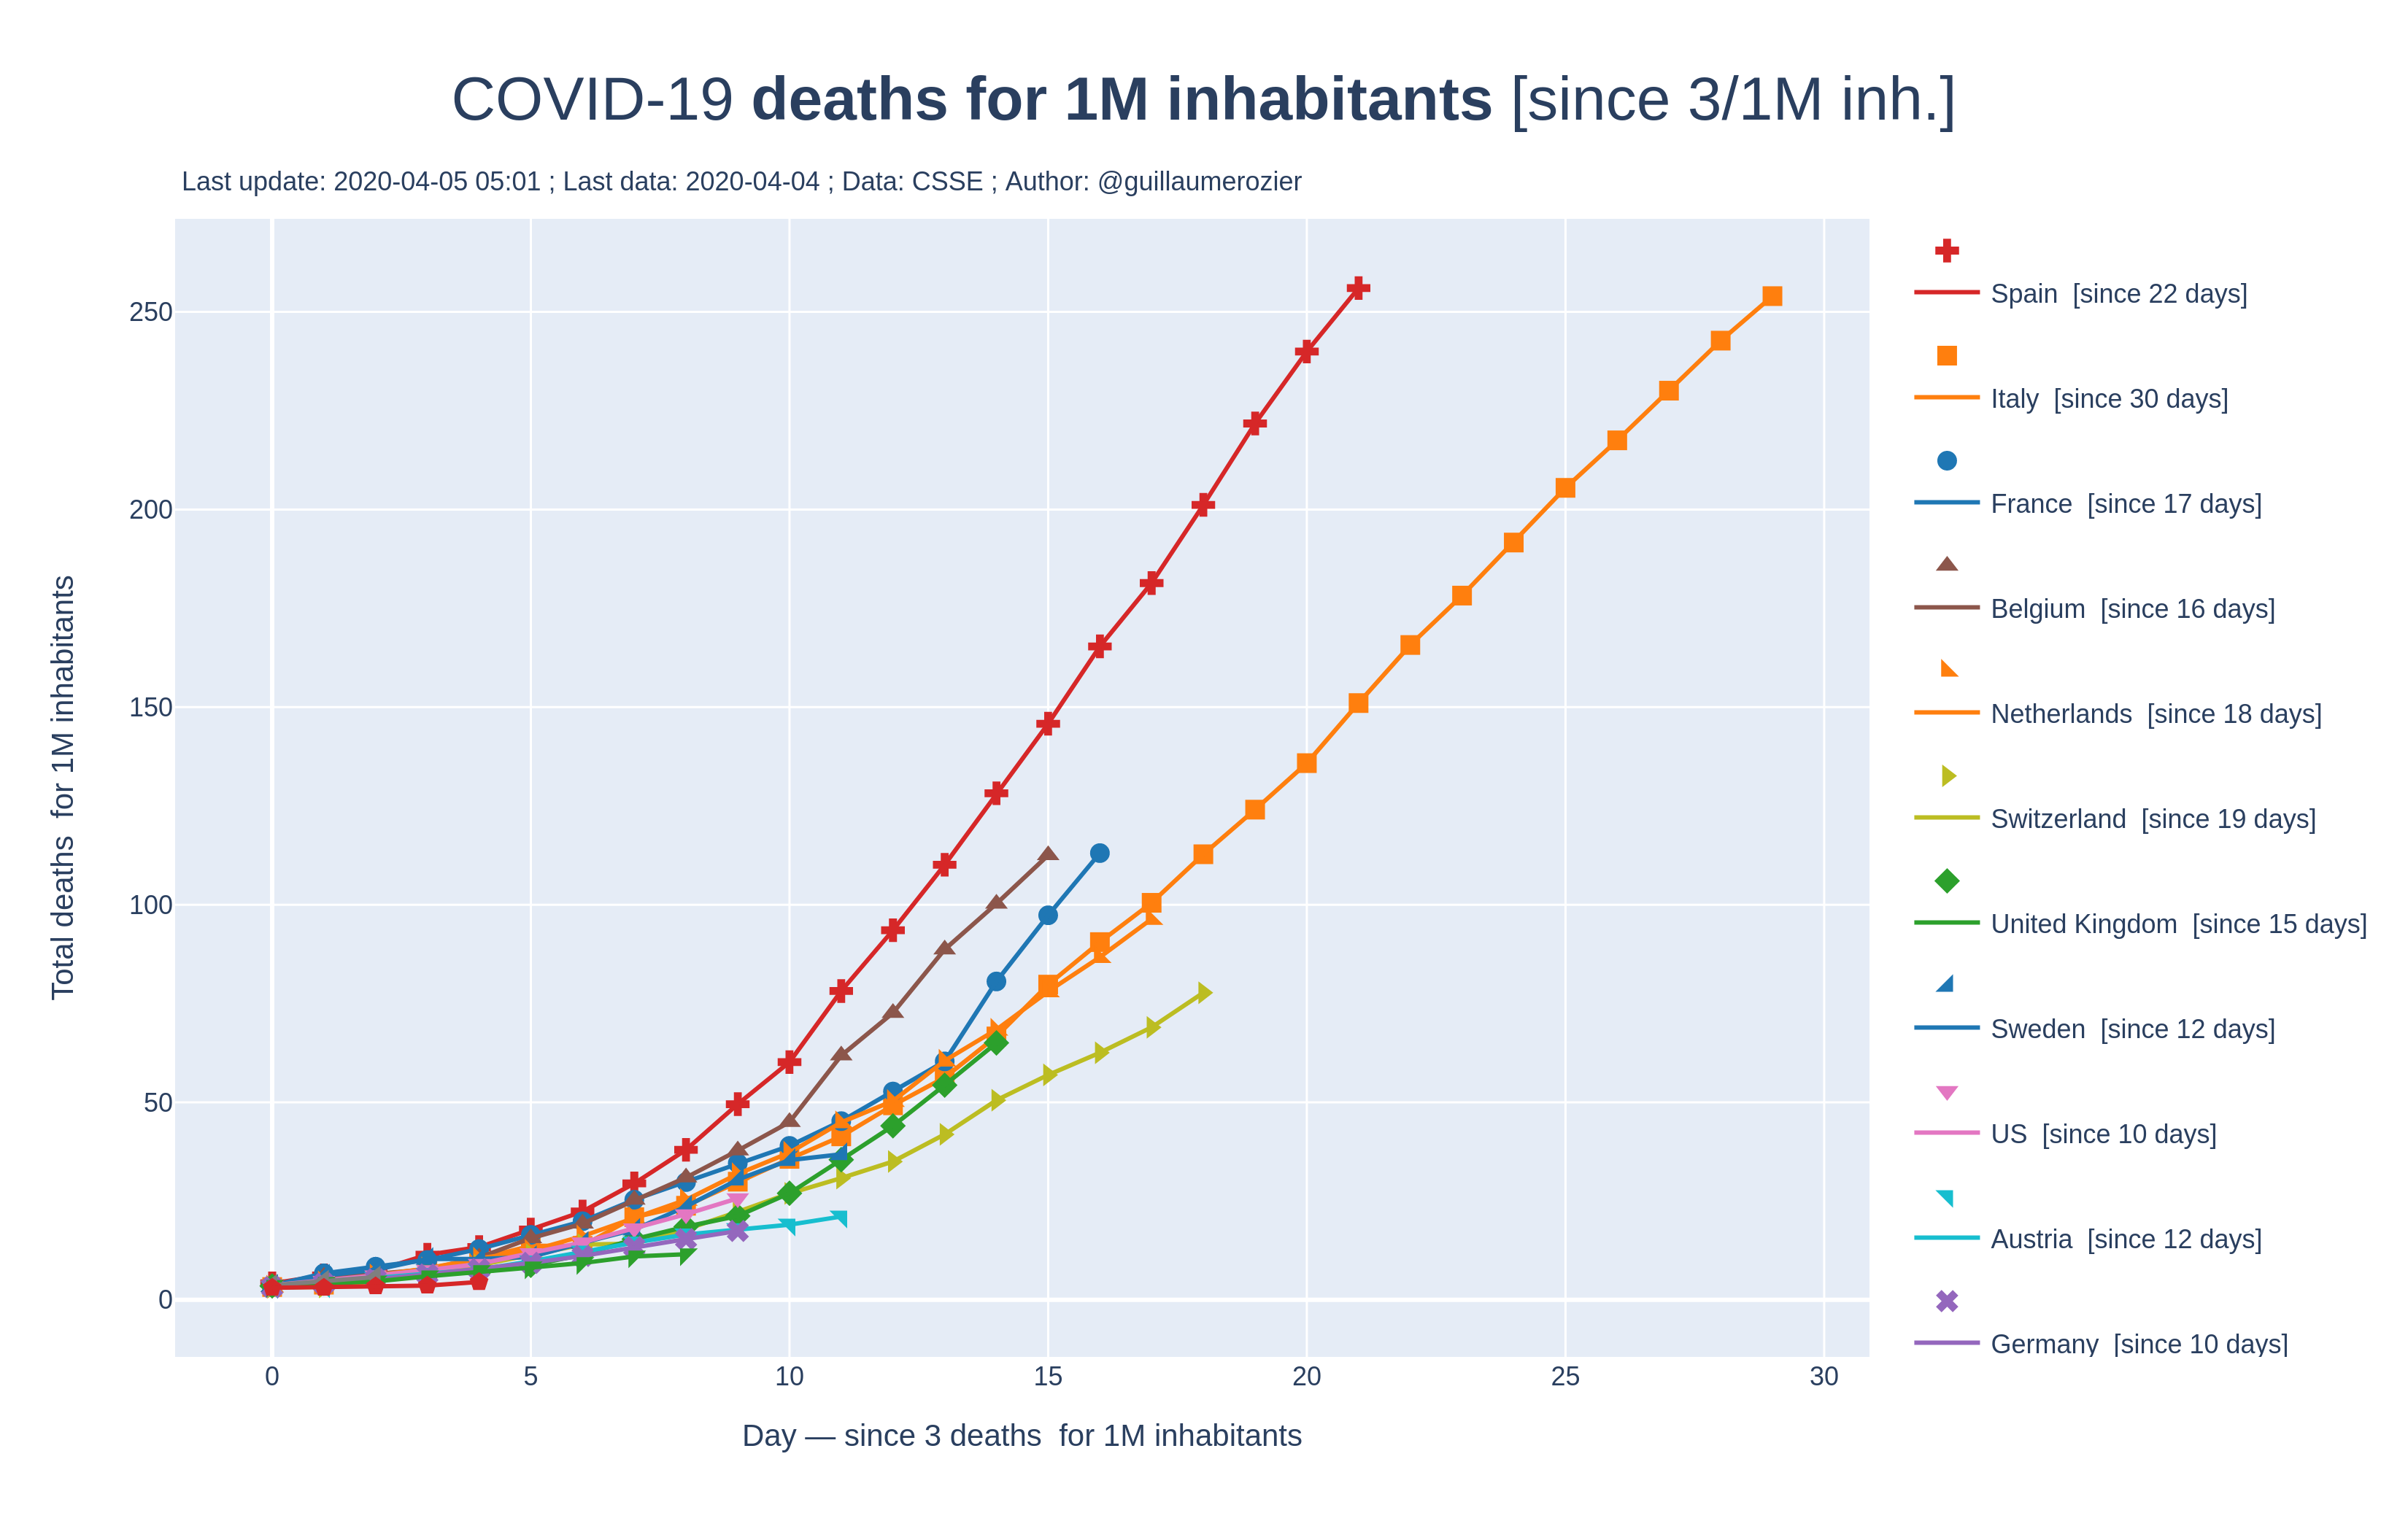 COVID-19 deaths for 1M inhabitants [since 3/1M inh.]
Last update: 2020-04-05 05:01 ; Last data: 2020-04-04 ; Data: CSSE ; Author: @guillaumerozier
Total deaths for 1M inhabitants
250
200
150
100
50
0
0 5 10 15 20 25 30
Day — since 3 deaths for 1M inhabitants
Spain [since 22 days]
Italy [since 30 days]
France [since 17 days]
Belgium [since 16 days]
Netherlands [since 18 days]
Switzerland [since 19 days]
United Kingdom [since 15 days]
Sweden [since 12 days]
US [since 10 days]
Austria [since 12 days]
Germany [since 10 days]